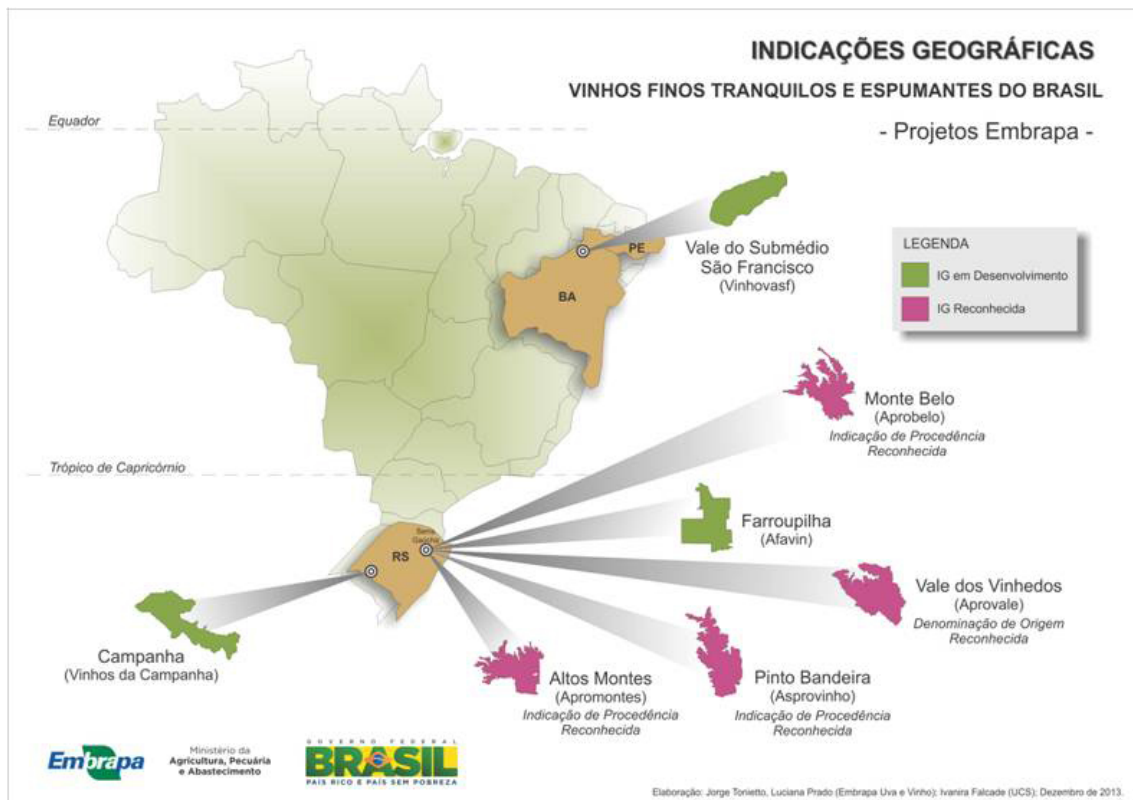 INDICAÇÕES GEOGRÁFICAS
VINHOS FINOS TRANQUILOS E ESPUMANTES DO BRASIL
- Projetos Embrapa -
Equador
PE
Vale do Submédio
São Francisco
(Vinhovasf)
LEGENDA
IG em Desenvolvimento
IG Reconhecida
BA
Monte Belo
(Aprobelo)
Indicação de Procedência
Reconhecida
Trópico de Capricórnio
Farroupilha
(Afavin)
Serra
Gaúcha
RS
Vale dos Vinhedos
(Aprovale)
Denominação de Origem
Reconhecida
Campanha
(Vinhos da Campanha)
Altos Montes
(Apromontes)
Indicação de Procedência
Reconhecida
Pinto Bandeira
(Asprovinho)
Indicação de Procedência
Reconhecida
Embrapa
Ministério da
Agricultura, Pecuária
e Abastecimento
GOVERNO FEDERAL
BRASIL
PAÍS RICO É PAÍS SEM POBREZA
Elaboração: Jorge Tonietto, Luciana Prado (Embrapa Uva e Vinho); Ivanira Falcade (UCS); Dezembro de 2013.